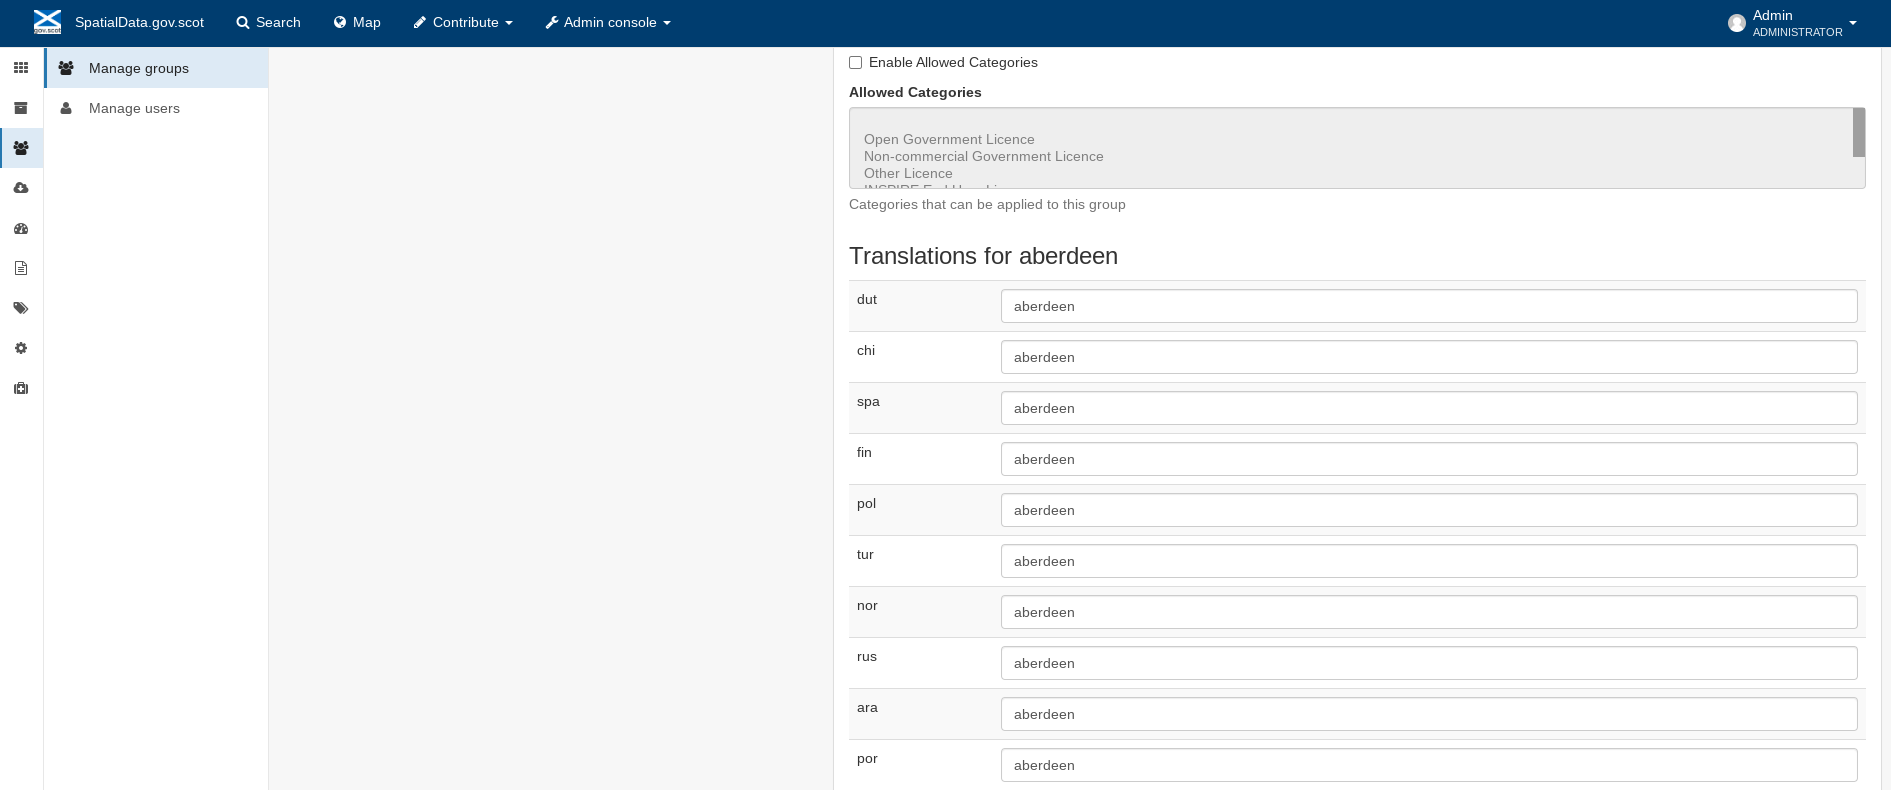 SpatialData.gov.scot
Search
Map
Contribute
Admin console
Admin
ADMINISTRATOR
Manage groups
Manage users
Enable Allowed Categories
Allowed Categories
Open Government Licence
Non-commercial Government Licence
Other Licence
Categories that can be applied to this group
Translations for aberdeen
dut aberdeen
chi aberdeen
spa aberdeen
fin aberdeen
pol aberdeen
tur aberdeen
nor aberdeen
rus aberdeen
ara aberdeen
por aberdeen